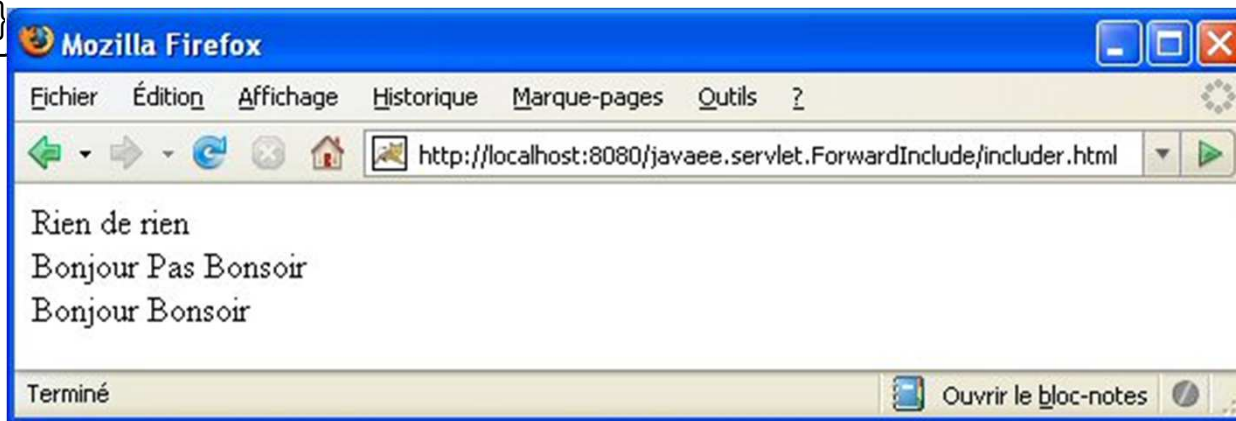 }
Mozilla Firefox
Fichier Édition Affichage Historique Marque-pages Outils ?
http://localhost:8080/javaee.servlet.ForwardInclude/includer.html
Rien de rien
Bonjour Pas Bonsoir
Bonjour Bonsoir
Terminé Ouvrir le bloc-notes